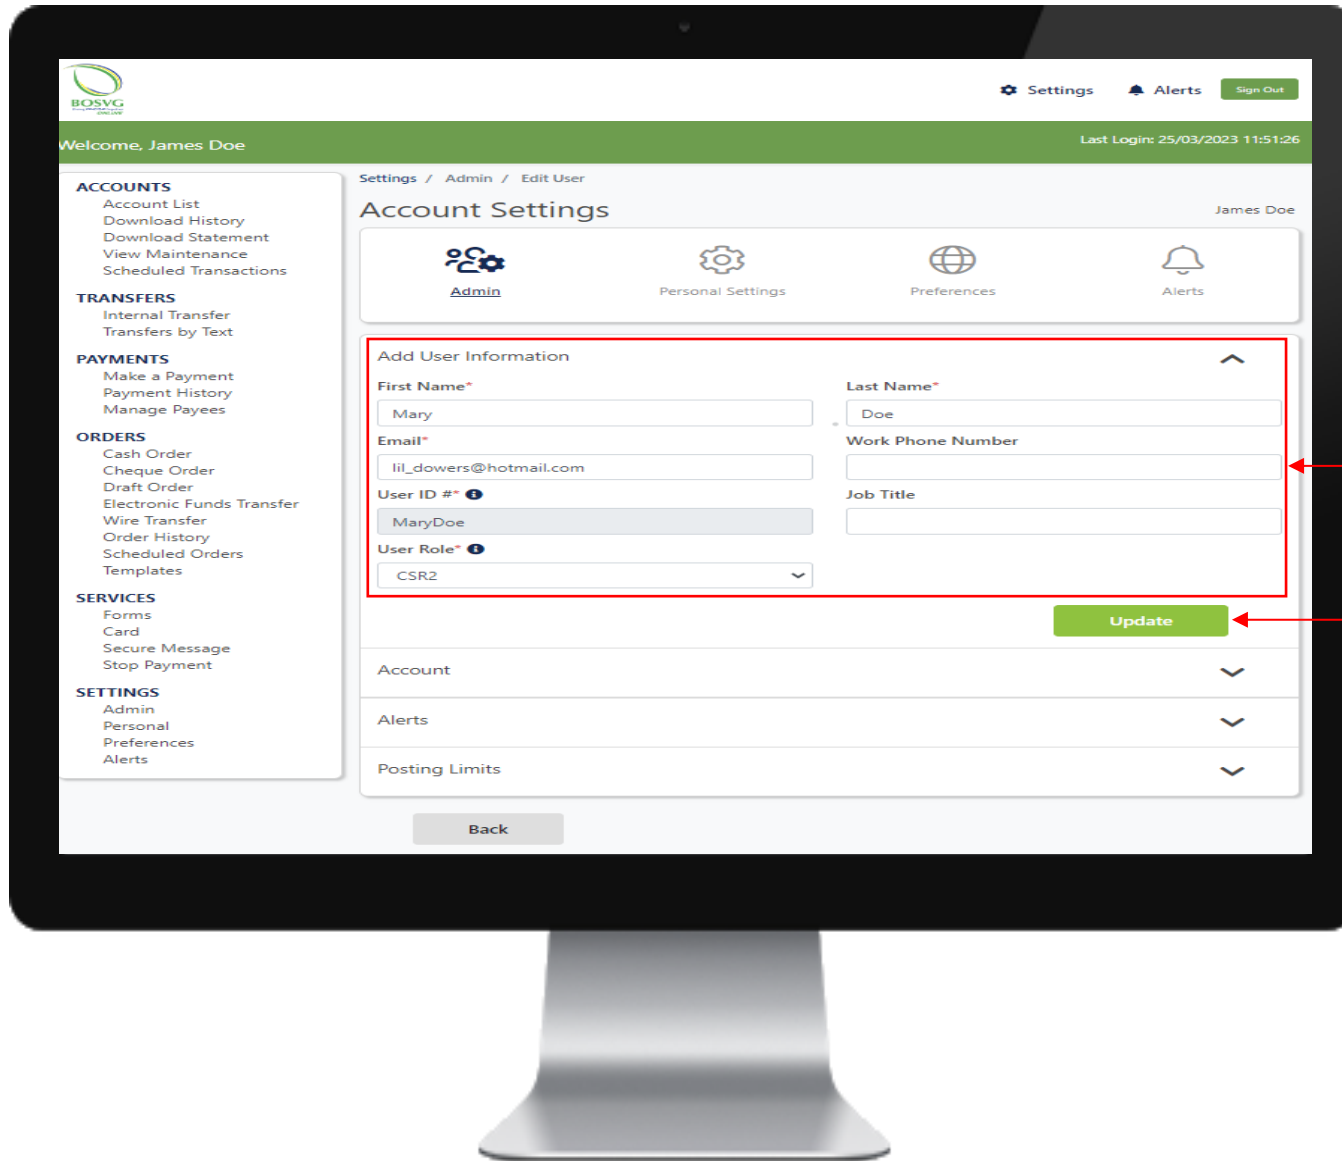 BOSVG
ONLINE
Settings
Alerts
Sign Out
Welcome, James Doe
Last Login: 25/03/2023 11:51:26
ACCOUNTS
Account List
Download History
Download Statement
View Maintenance
Scheduled Transactions
TRANSFERS
Internal Transfer
Transfers by Text
PAYMENTS
Make a Payment
Payment History
Manage Payees
ORDERS
Cash Order
Cheque Order
Draft Order
Electronic Funds Transfer
Wire Transfer
Order History
Scheduled Orders
Templates
SERVICES
Forms
Card
Secure Message
Stop Payment
SETTINGS
Admin
Personal
Preferences
Alerts
Settings / Admin / Edit User
Account Settings
James Doe
Admin
Personal Settings
Preferences
Alerts
Add User Information
First Name*
Last Name*
Mary
Doe
Email*
Work Phone Number
lil_dowers@hotmail.com
User ID #*
Job Title
MaryDoe
User Role*
CSR2
Update
Account
Alerts
Posting Limits
Back